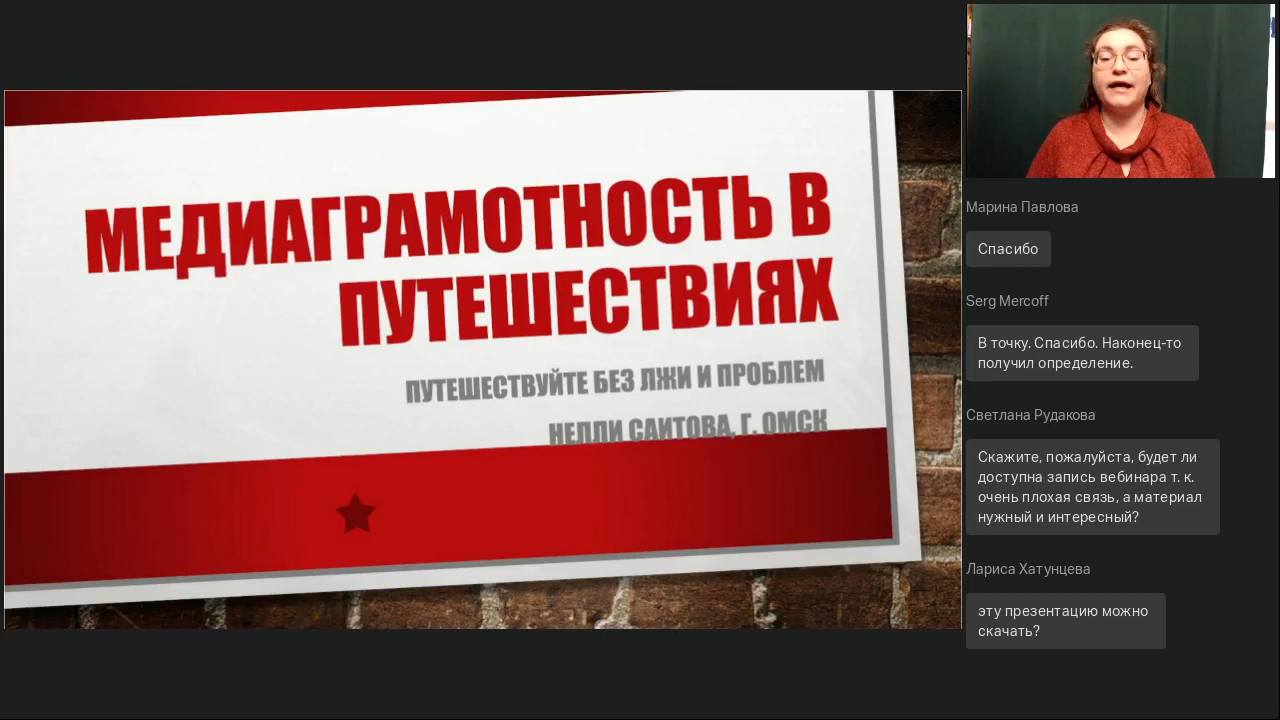 МЕДИАГРАМОТНОСТЬ В
ПУТЕШЕСТВИЯХ
ПУТЕШЕСТВУЙТЕ БЕЗ ЛЖИ И ПРОБЛЕМ
НЕЛЛИ САИТОВА, Г. ОМСК
Марина Павлова
Спасибо
Serg Mercoff
В точку. Спасибо. Наконец-то
получил определение.
Светлана Рудакова
Скажите, пожалуйста, будет ли
доступна запись вебинара т. к.
очень плохая связь, а материал
нужный и интересный?
Лариса Хатунцева
эту презентацию можно
скачать?